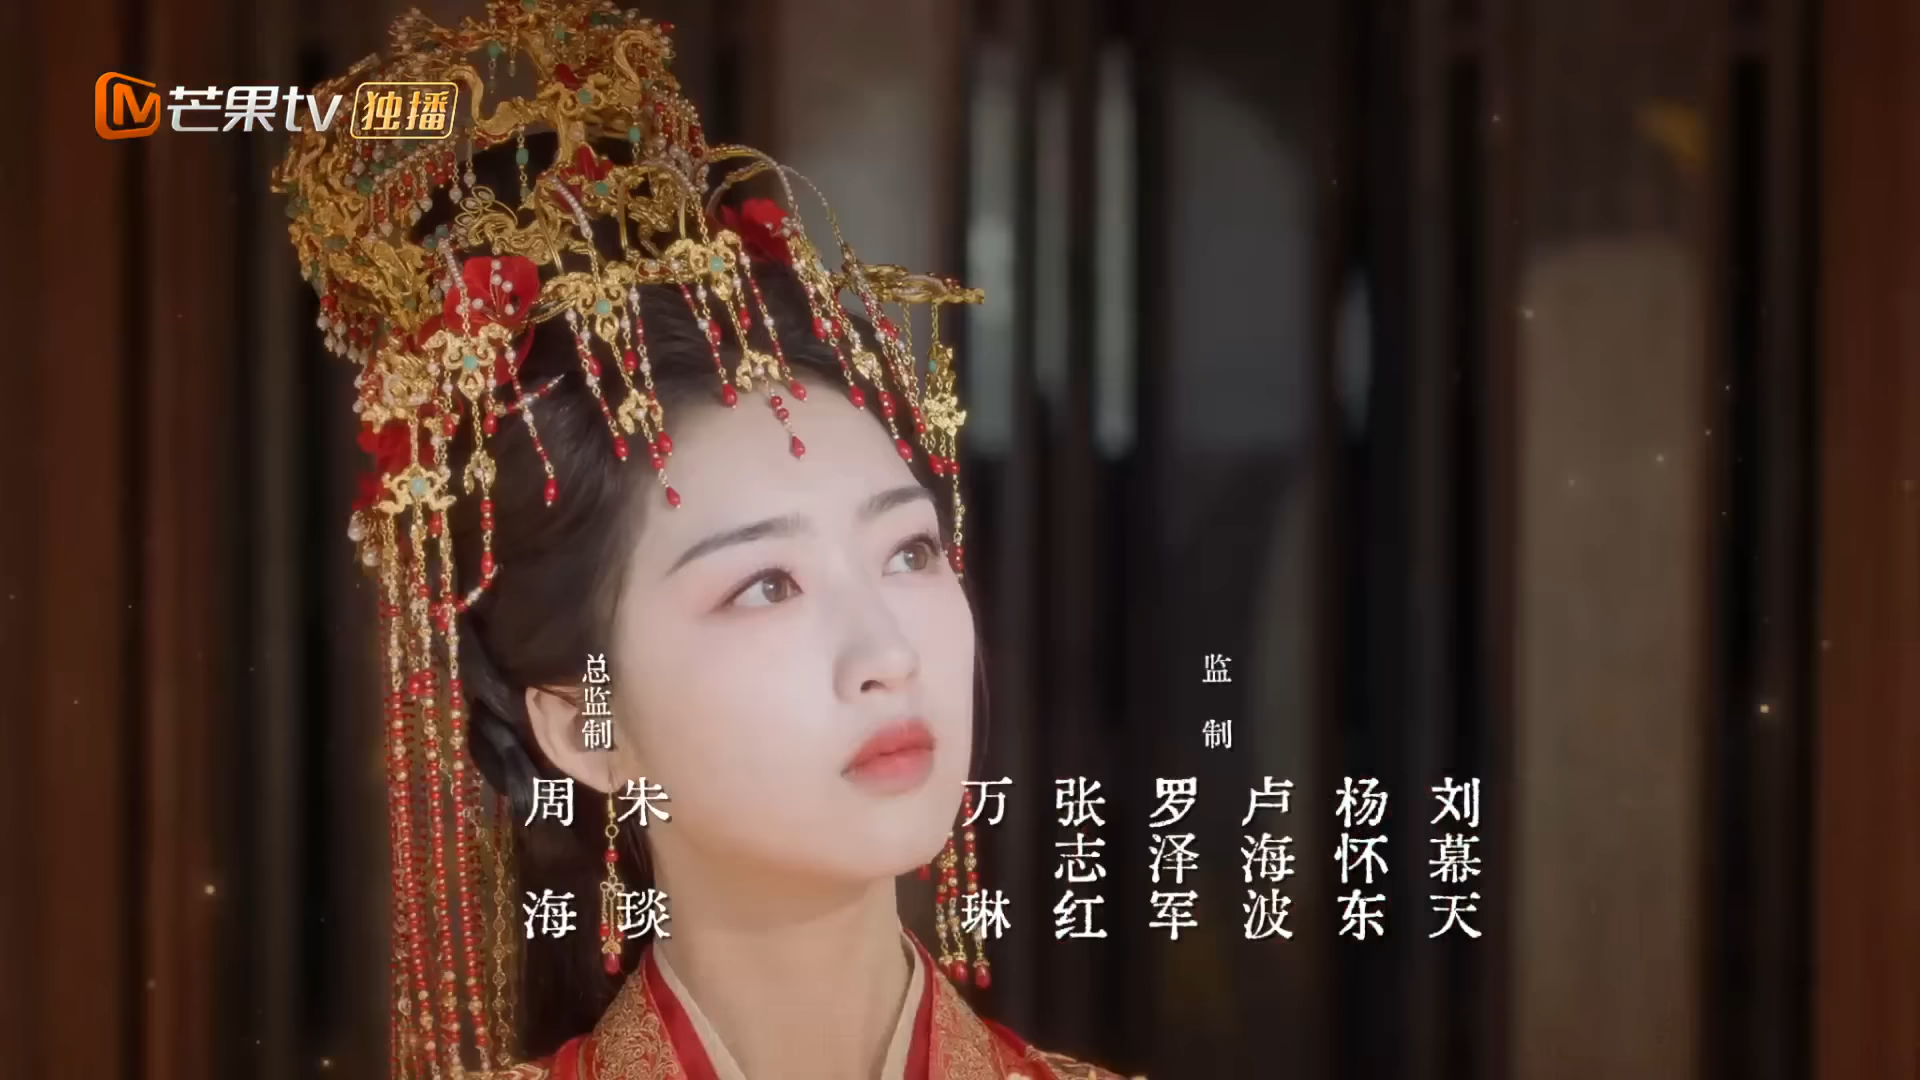 芒果tv 独播
总监制
周海
朱琰
监制
万琳
张志红
罗泽军
卢海波
杨怀东
刘幕天